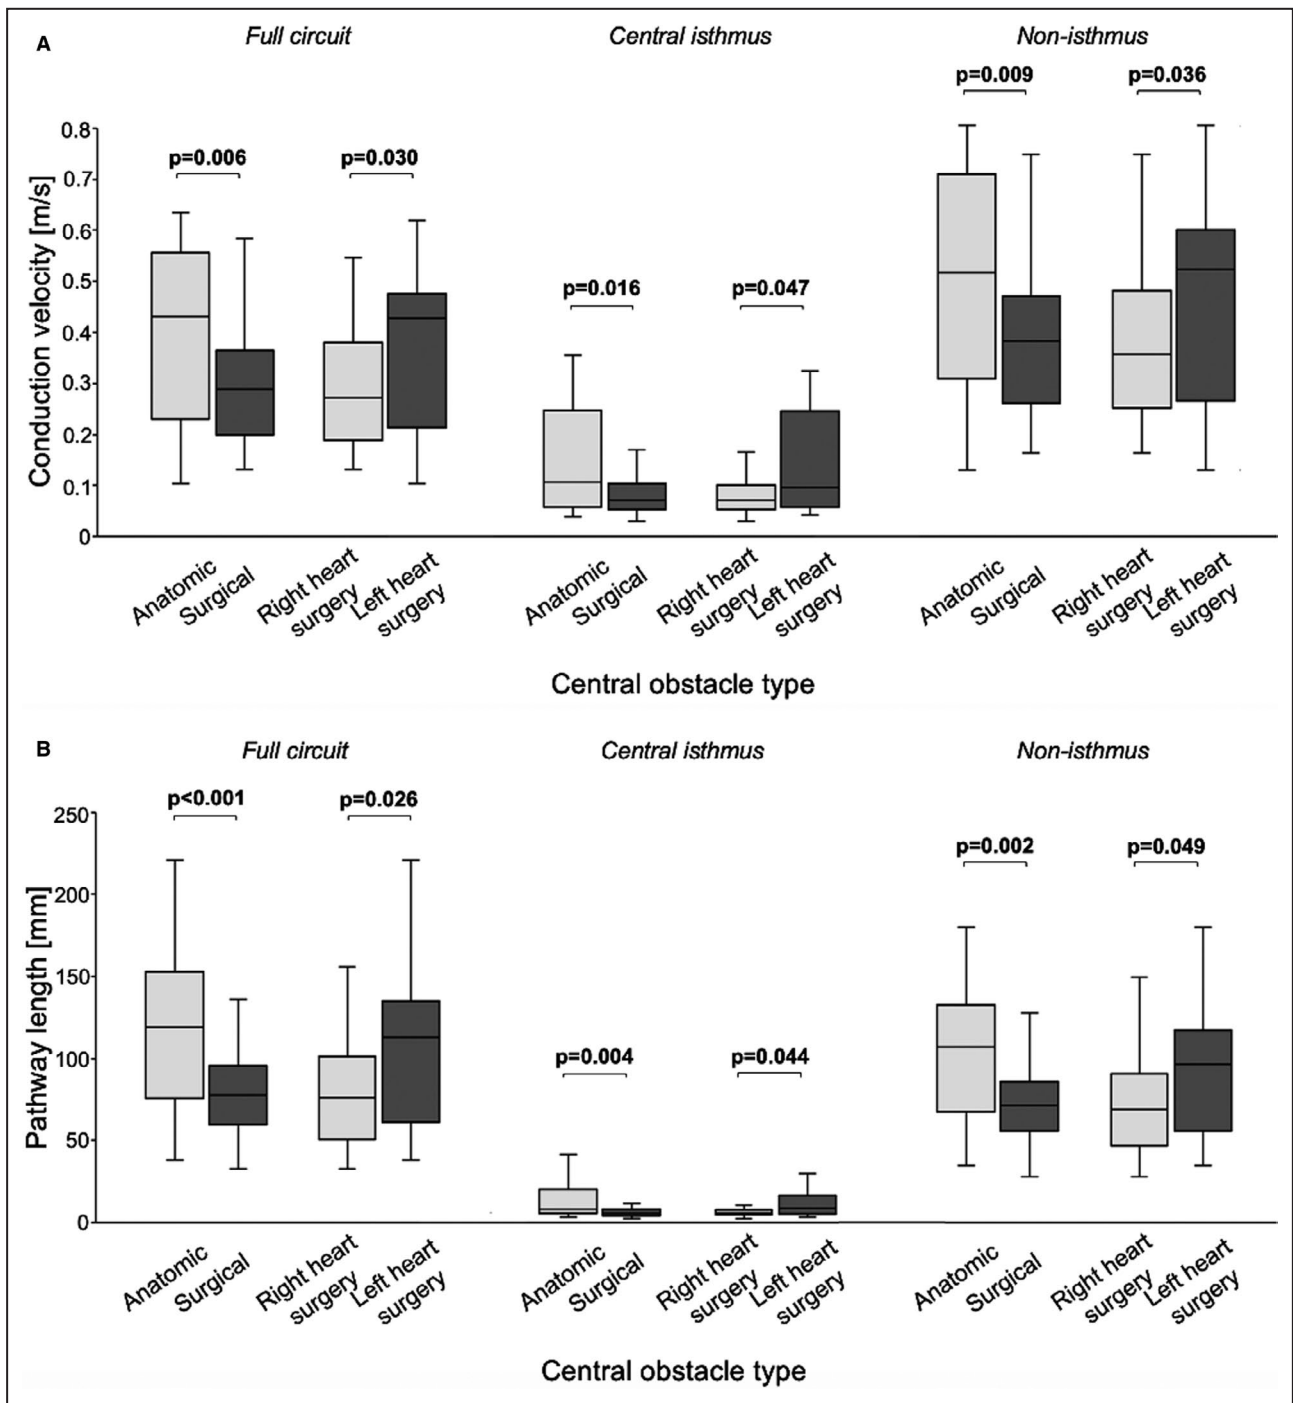 A
Full circuit
Central isthmus
Non-isthmus
p=0.009
p=0.036
p=0.006
p=0.030
p=0.016
p=0.047
Conduction velocity [m/s]
0.8
0.7
0.6
0.5
0.4
0.3
0.2
0.1
0
Anatomic
Surgical
Right heart
surgery
Left heart
surgery
Anatomic
Surgical
Right heart
surgery
Left heart
surgery
Anatomic
Surgical
Right heart
surgery
Left heart
surgery
Central obstacle type
B
Full circuit
Central isthmus
Non-isthmus
p<0.001
p=0.026
p=0.002
p=0.049
p=0.004
p=0.044
Pathway length [mm]
250
200
150
100
50
0
Anatomic
Surgical
Right heart
surgery
Left heart
surgery
Anatomic
Surgical
Right heart
surgery
Left heart
surgery
Anatomic
Surgical
Right heart
surgery
Left heart
surgery
Central obstacle type